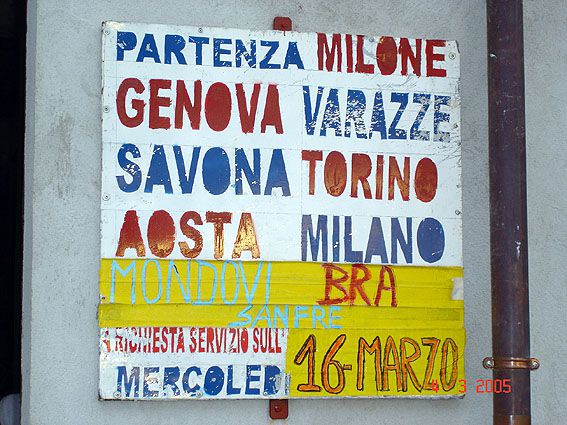 PARTENZA MILONE
GENOVA VARAZZE
SAVONA TORINO
AOSTA MILANO
MONDOVI BRA
SANFRE
RICHIESTA SERVIZIO SULL
MERCOLEDI 16-MARZO
3 2005